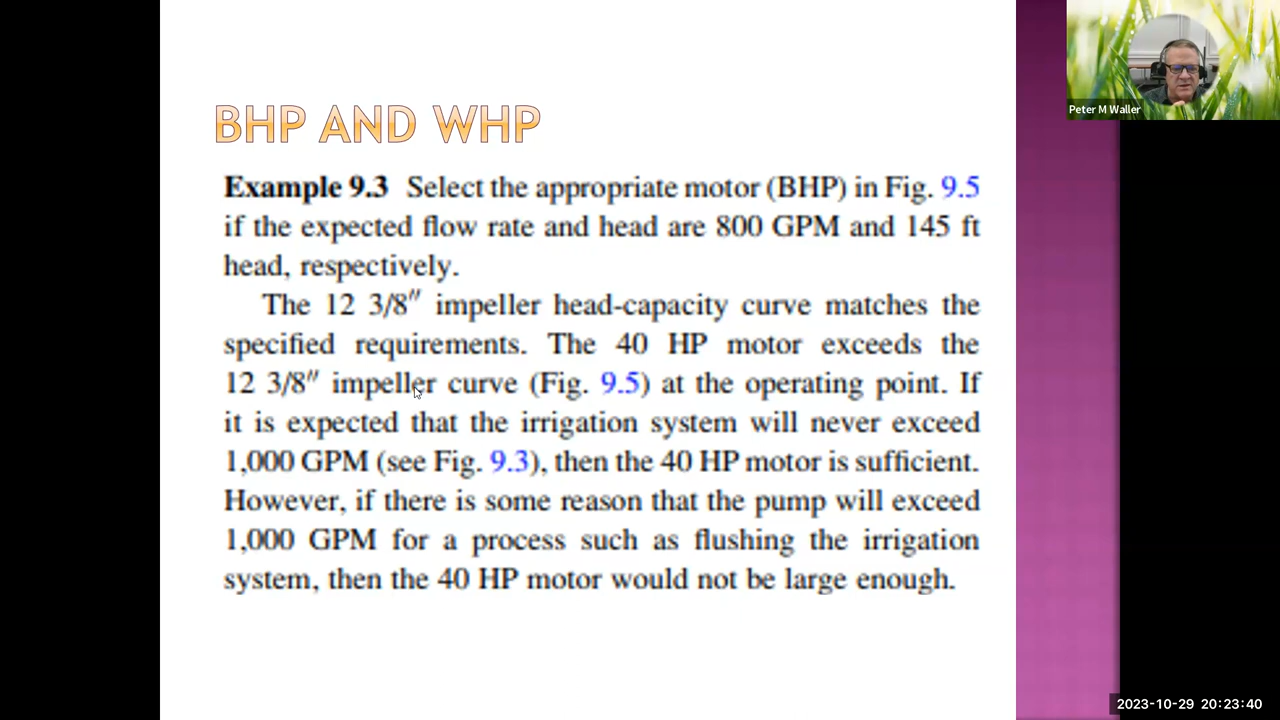 BHP AND WHP
Example 9.3 Select the appropriate motor (BHP) in Fig. 9.5
if the expected flow rate and head are 800 GPM and 145 ft
head, respectively.
The 12 3/8″ impeller head-capacity curve matches the
specified requirements. The 40 HP motor exceeds the
12 3/8″ impeller curve (Fig. 9.5) at the operating point. If
it is expected that the irrigation system will never exceed
1,000 GPM (see Fig. 9.3), then the 40 HP motor is sufficient.
However, if there is some reason that the pump will exceed
1,000 GPM for a process such as flushing the irrigation
system, then the 40 HP motor would not be large enough.
Peter M Waller
2023-10-29 20:23:40